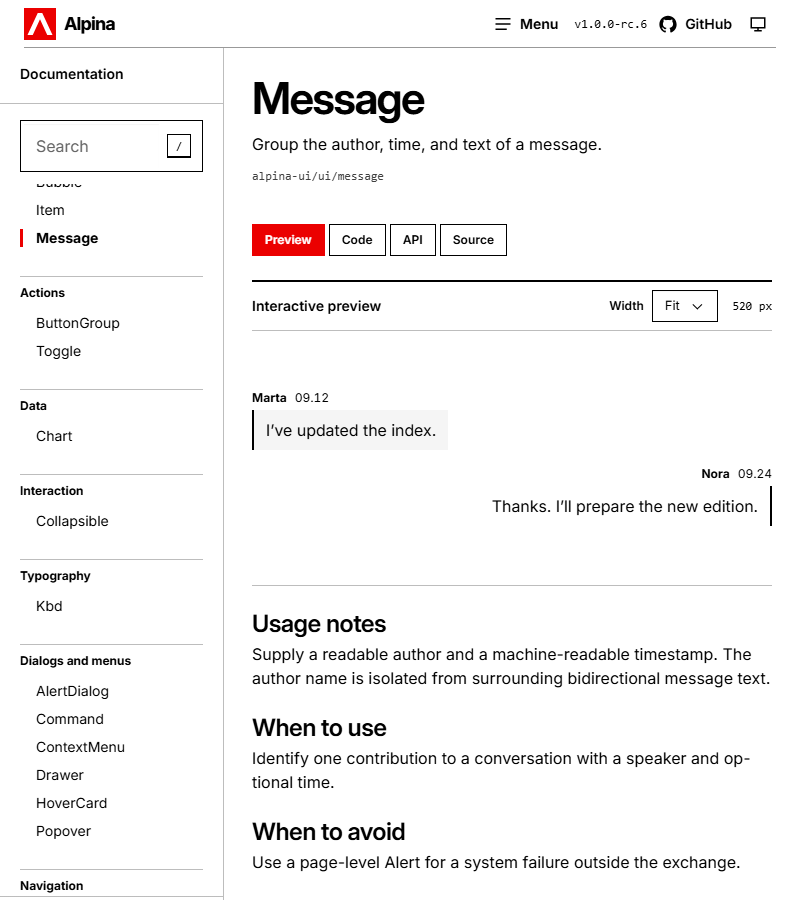 Alpina
Menu
v1.0.0-rc.6
GitHub
Documentation
Search
/
Bubble
Item
Message
Actions
ButtonGroup
Toggle
Data
Chart
Interaction
Collapsible
Typography
Kbd
Dialogs and menus
AlertDialog
Command
ContextMenu
Drawer
HoverCard
Popover
Navigation
Message
Group the author, time, and text of a message.
alpina-ui/ui/message
Preview
Code
API
Source
Interactive preview
Width
Fit
520 px
Marta 09.12
I’ve updated the index.
Nora 09.24
Thanks. I’ll prepare the new edition.
Usage notes
Supply a readable author and a machine-readable timestamp. The
author name is isolated from surrounding bidirectional message text.
When to use
Identify one contribution to a conversation with a speaker and op-
tional time.
When to avoid
Use a page-level Alert for a system failure outside the exchange.